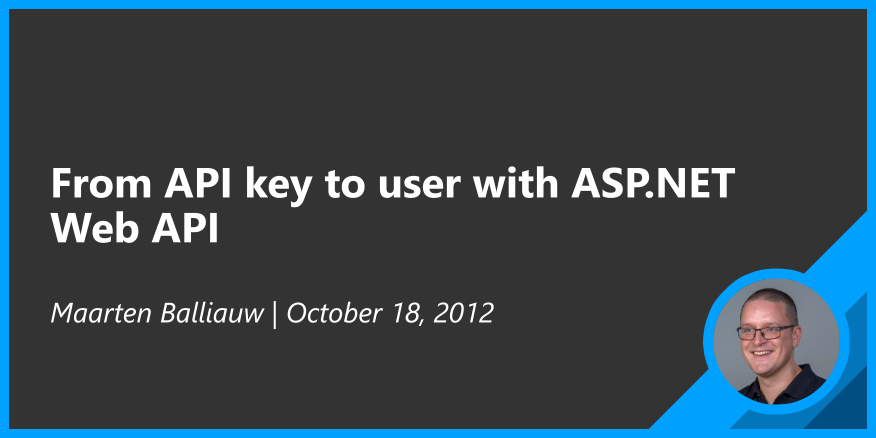 From API key to user with ASP.NET
Web API
Maarten Balliauw | October 18, 2012